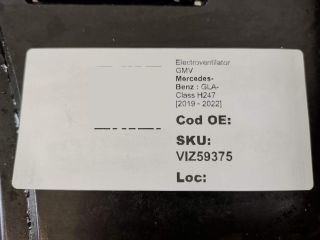 Electroventilator
GMV
Mercedes-
Benz : GLA-
Class H247
[2019 - 2022]
Cod OE:
SKU:
VIZ59375
Loc: